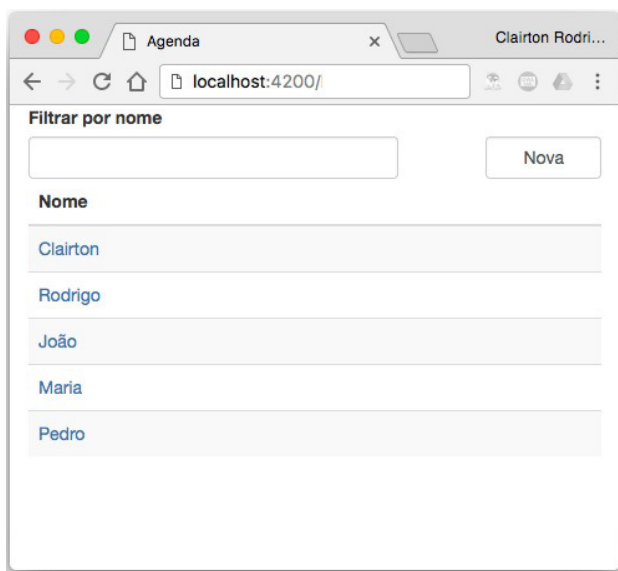 Agenda
Clairton Rodri...
localhost:4200/
Filtrar por nome
Nova
Nome
Clairton
Rodrigo
João
Maria
Pedro